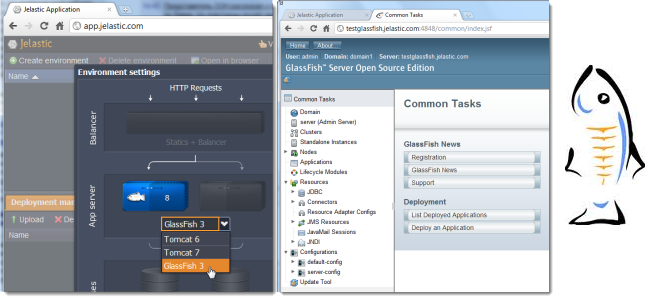 Jelastic Application
app.jelastic.com
Jelastic
Create environment
Delete environment
Open in browser
Name
Environment settings
HTTP Requests
Balancer
Statics + Balancer
App server
8
GlassFish 3
Tomcat 6
Tomcat 7
GlassFish 3
Deployment mar
Upload
De
Name
Jelastic Application
Common Tasks
testglassfish.jelastic.com:4848/common/index.jsf
Home
About...
User: admin Domain: domain1 Server: testglassfish.jelastic.com
GlassFish™ Server Open Source Edition
Common Tasks
Domain
server (Admin Server)
Clusters
Standalone Instances
Nodes
Applications
Lifecycle Modules
Resources
JDBC
Connectors
Resource Adapter Configs
JMS Resources
JavaMail Sessions
JNDI
Configurations
default-config
server-config
Update Tool
Common Tasks
GlassFish News
Registration
GlassFish News
Support
Deployment
List Deployed Applications
Deploy an Application